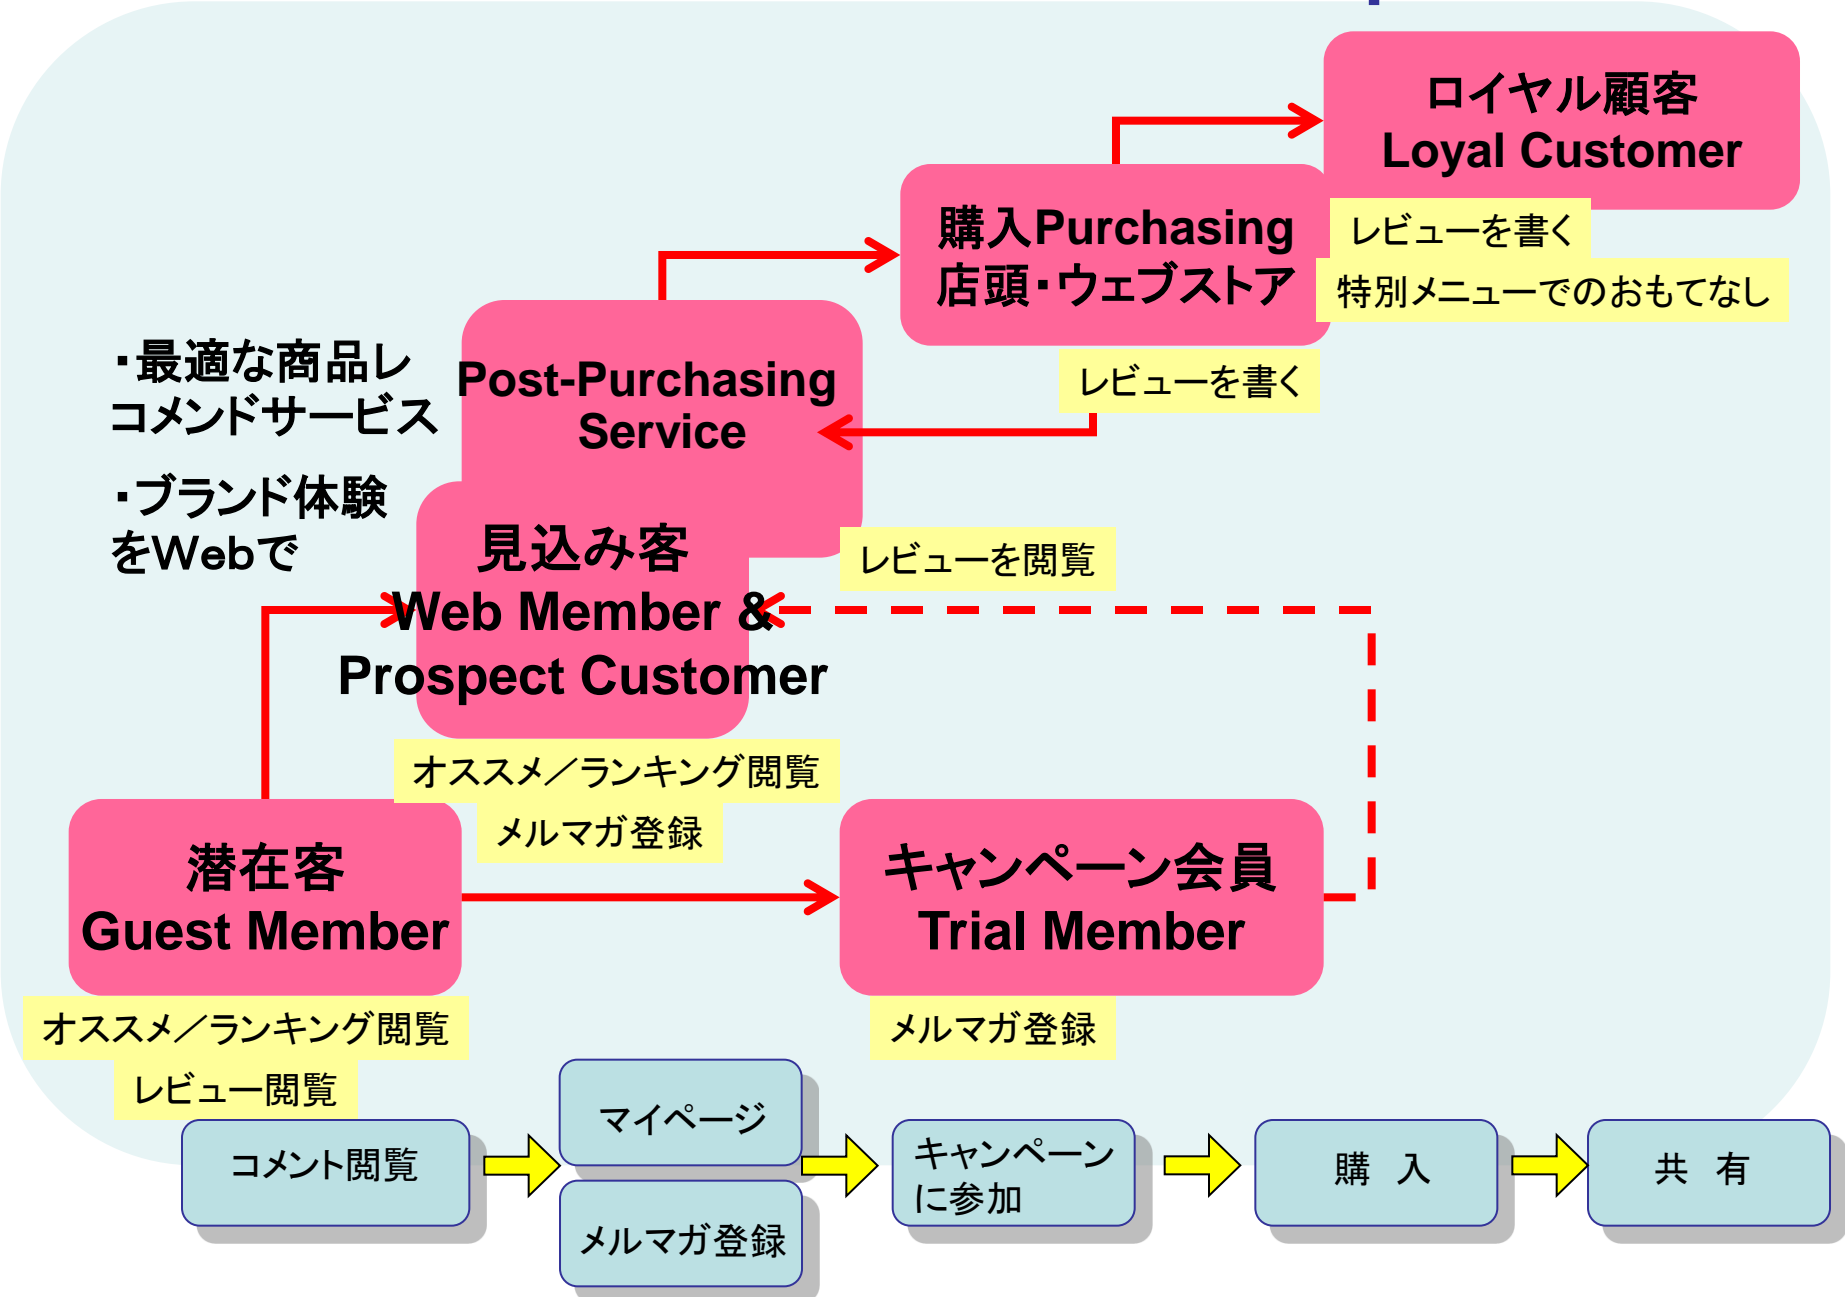 ロイヤル顧客
Loyal Customer
購入Purchasing
店頭・ウェブストア
レビューを書く
特別メニューでのおもてなし
レビューを書く
・最適な商品レ
コメンドサービス
・ブランド体験
をWebで
Post-Purchasing
Service
見込み客
Web Member &
Prospect Customer
レビューを閲覧
オススメ／ランキング閲覧
メルマガ登録
潜在客
Guest Member
キャンペーン会員
Trial Member
オススメ／ランキング閲覧
レビュー閲覧
メルマガ登録
コメント閲覧
マイページ
メルマガ登録
キャンペーン
に参加
購　入
共　有